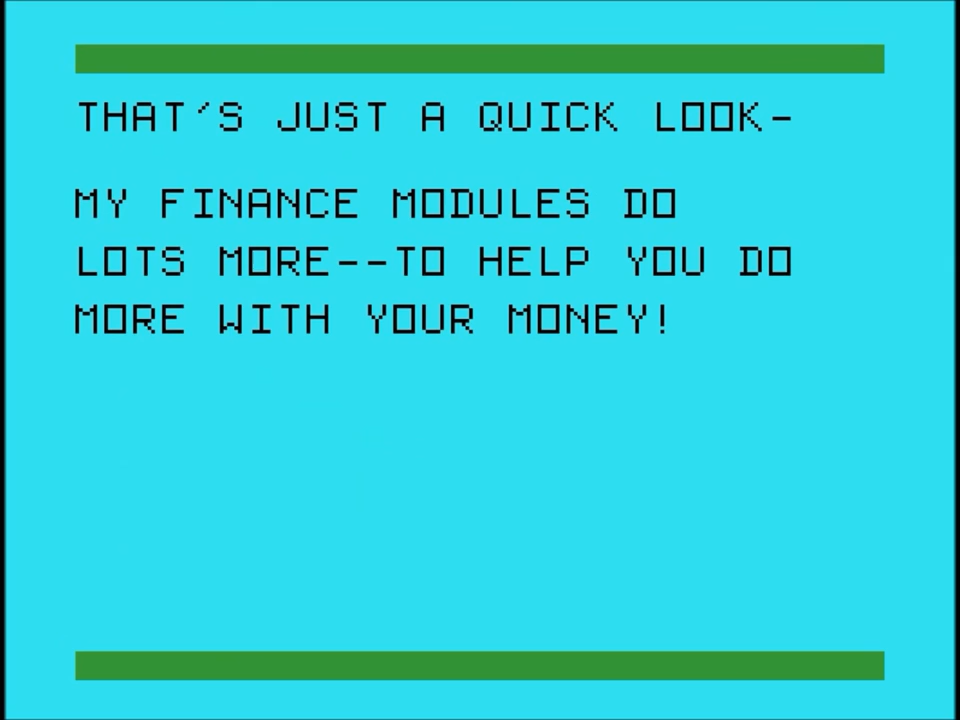 THAT'S JUST A QUICK LOOK-
MY FINANCE MODULES DO
LOTS MORE--TO HELP YOU DO
MORE WITH YOUR MONEY!